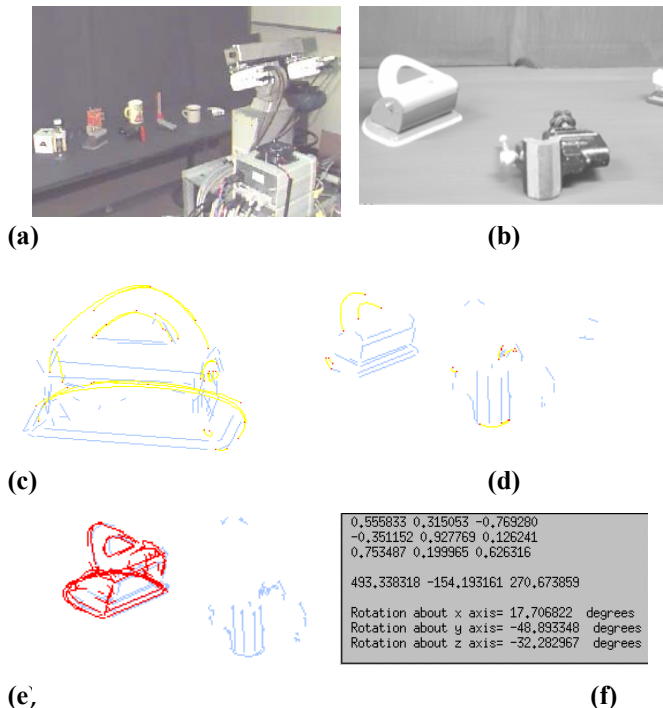 (a)
(b)
(c)
(d)
0.555833 0.315053 -0.769280
-0.351152 0.927769 0.126241
0.753487 0.199965 0.626316
493.338318 -154.193161 270.673859
Rotation about x axis= 17.706822 degrees
Rotation about y axis= -48.893348 degrees
Rotation about z axis= -32.282967 degrees
(e),
(f)